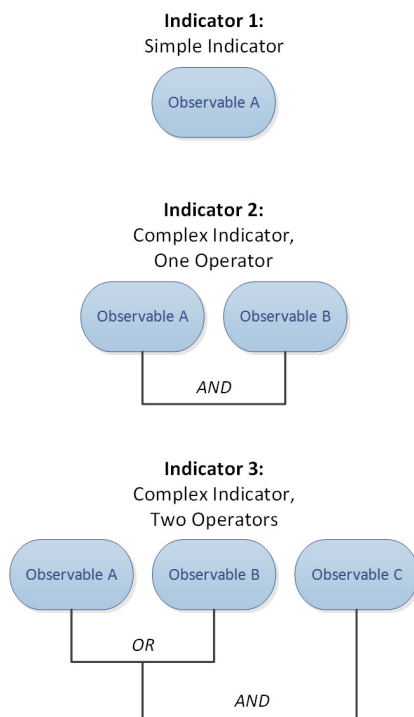 Indicator 1:
Simple Indicator
Observable A
Indicator 2:
Complex Indicator,
One Operator
Observable A
Observable B
AND
Indicator 3:
Complex Indicator,
Two Operators
Observable A
Observable B
Observable C
OR
AND